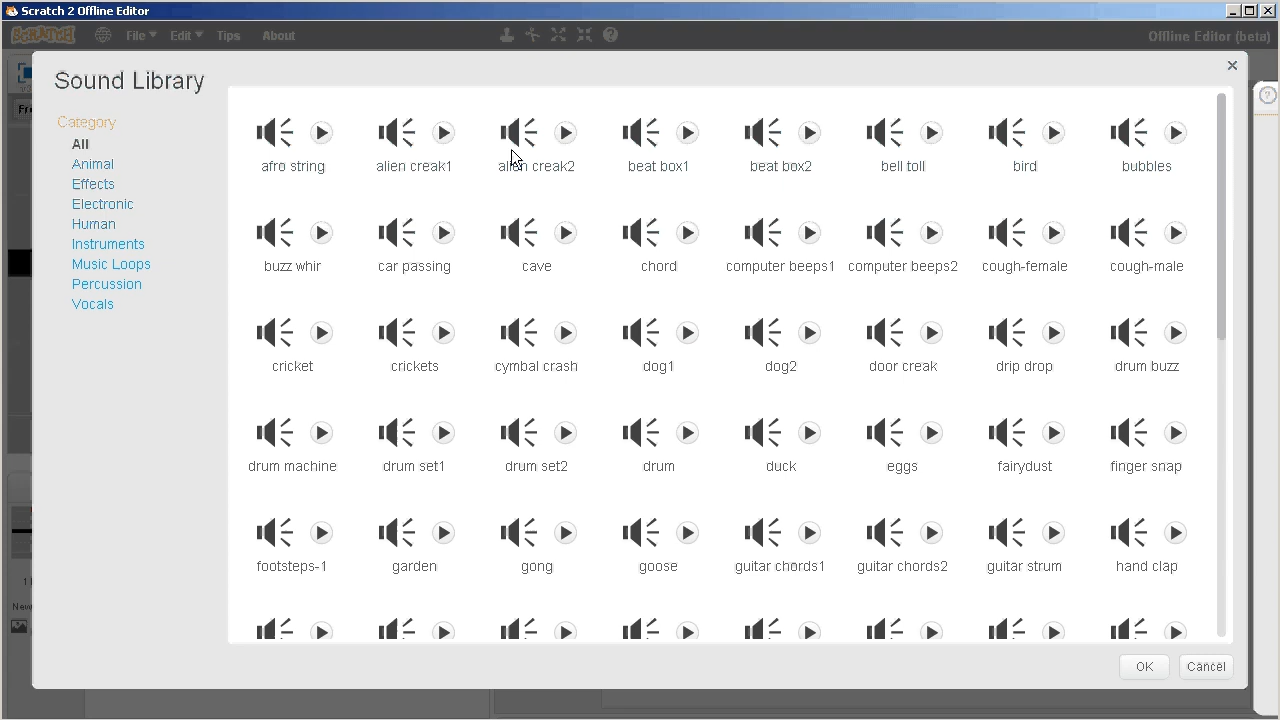 Scratch 2 Offline Editor
SCRATCH File Edit Tips About Offline Editor (beta)
Sound Library
Category
All
Animal
Effects
Electronic
Human
Instruments
Music Loops
Percussion
Vocals
afro string alien creak1 alien creak2 beat box1 beat box2 bell toll bird bubbles
buzz whir car passing cave chord computer beeps1 computer beeps2 cough-female cough-male
cricket crickets cymbal crash dog1 dog2 door creak drip drop drum buzz
drum machine drum set1 drum set2 drum duck eggs fairydust finger snap
footsteps-1 garden gong goose guitar chords1 guitar chords2 guitar strum hand clap
OK Cancel